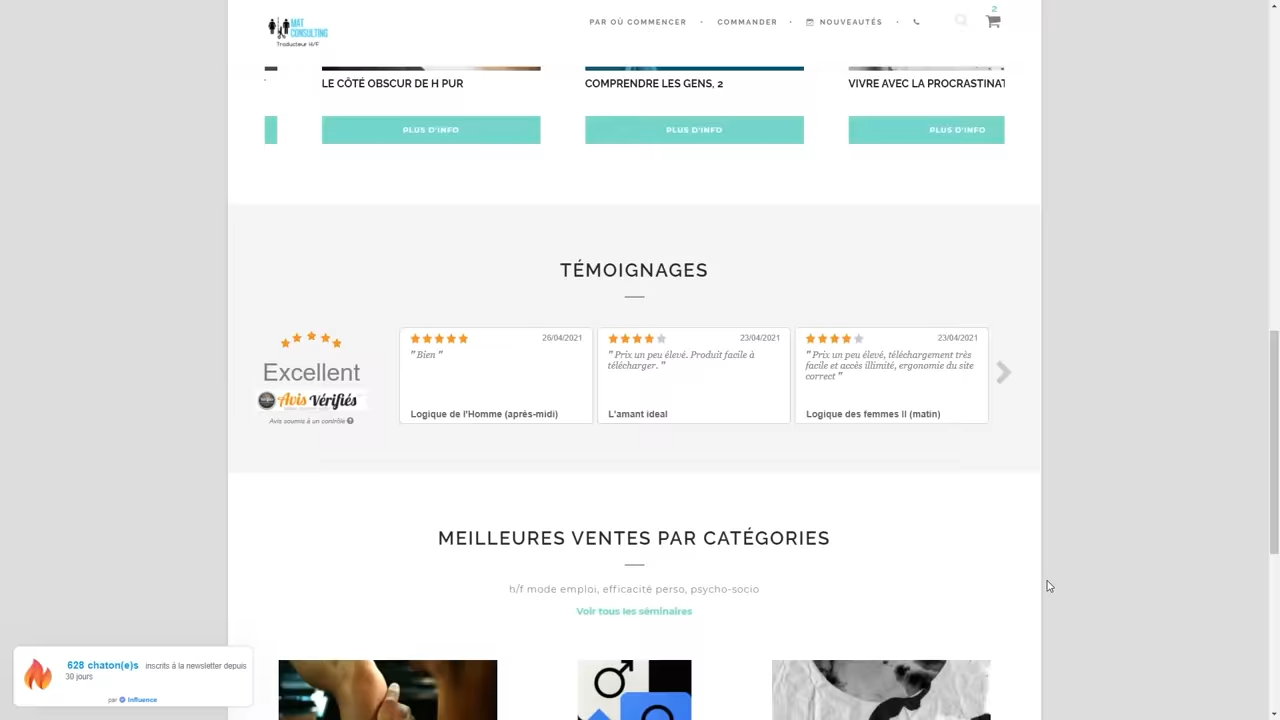 MAT
CONSULTING
Traducteur H/F
PAR OÙ COMMENCER • COMMANDER • NOUVEAUTÉS •
2
LE CÔTÉ OBSCUR DE H PUR
COMPRENDRE LES GENS, 2
VIVRE AVEC LA PROCRASTINAT
PLUS D'INFO
PLUS D'INFO
PLUS D'INFO
TÉMOIGNAGES
Excellent
Avis Vérifiés
Avis soumis à un contrôle
26/04/2021
" Bien "
Logique de l'Homme (après-midi)
23/04/2021
" Prix un peu élevé. Produit facile à
télécharger. "
L'amant ideal
23/04/2021
" Prix un peu élevé, téléchargement très
facile et accès illimité, ergonomie du site
correct "
Logique des femmes II (matin)
MEILLEURES VENTES PAR CATÉGORIES
h/f mode emploi, efficacité perso, psycho-socio
Voir tous les séminaires
628 chaton(e)s inscrits à la newsletter depuis
30 jours
par Influence